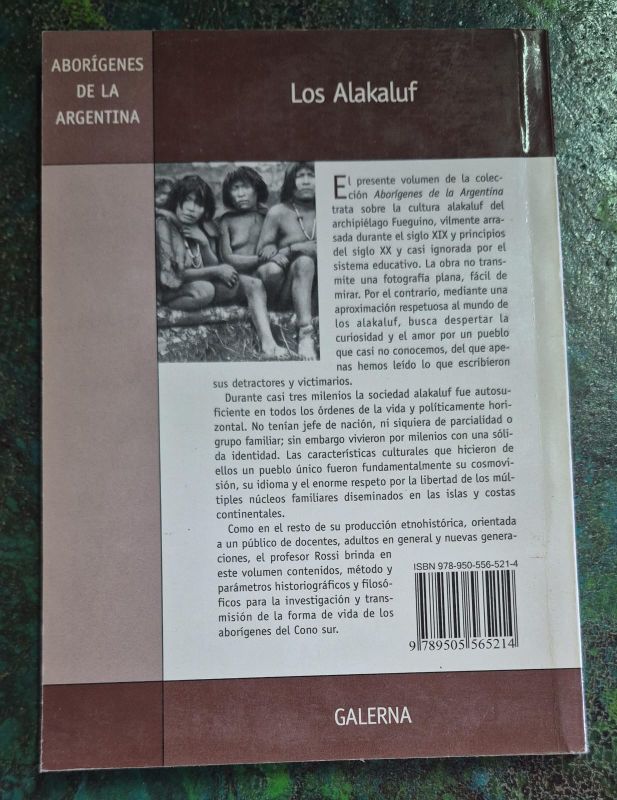 ABORÍGENES
DE LA
ARGENTINA
Los Alakaluf
El presente volumen de la colec-
ción Aborígenes de la Argentina
trata sobre la cultura alakaluf del
archipiélago Fueguino, vilmente arra-
sada durante el siglo XIX y principios
del siglo XX y casi ignorada por el
sistema educativo. La obra no trans-
mite una fotografía plana, fácil de
mirar. Por el contrario, mediante una
aproximación respetuosa al mundo de
los alakaluf, busca despertar la
curiosidad y el amor por un pueblo
que casi no conocemos, del que ape-
nas hemos leído lo que escribieron
sus detractores y victimarios.
Durante casi tres milenios la sociedad alakaluf fue autosu-
ficiente en todos los órdenes de la vida y políticamente hori-
zontal. No tenían jefe de nación, ni siquiera de parcialidad o
grupo familiar; sin embargo vivieron por milenios con una sóli-
da identidad. Las características culturales que hicieron de
ellos un pueblo único fueron fundamentalmente su cosmovi-
sión, su idioma y el enorme respeto por la libertad de los múl-
tiples núcleos familiares diseminados en las islas y costas
continentales.
Como en el resto de su producción etnohistórica, orientada
a un público de docentes, adultos en general y nuevas genera-
ciones, el profesor Rossi brinda en
este volumen contenidos, método y
parámetros historiográficos y filosó-
ficos para la investigación y trans-
misión de la forma de vida de los
aborígenes del Cono sur.
ISBN 978-950-556-521-4
9 789505 565214
GALERNA